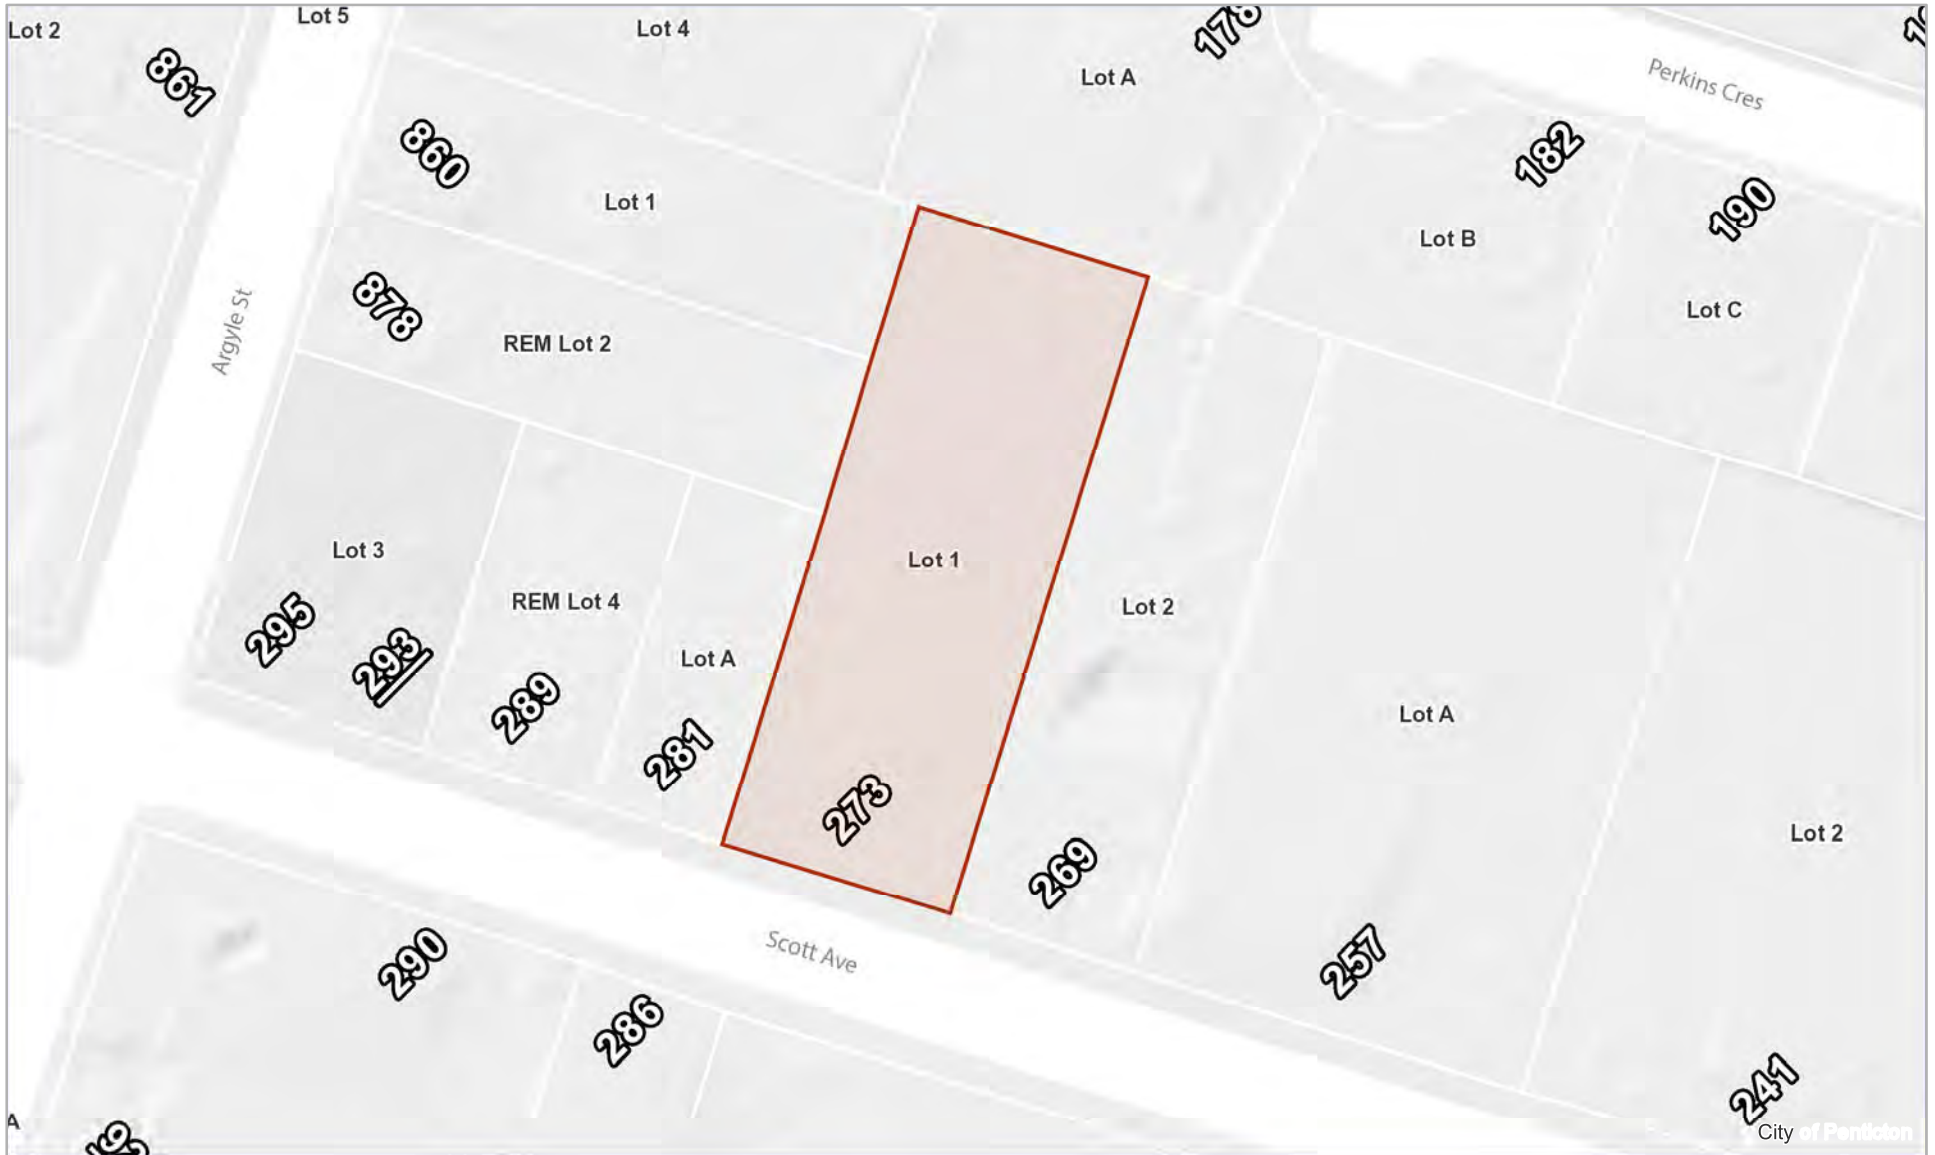 Lot 5
Lot 2
Lot 4
178
861
Lot A
Perkins Cres
860
182
Lot 1
190
Lot B
878
Argyle St
REM Lot 2
Lot C
Lot 3
Lot 1
REM Lot 4
Lot 2
295
293
Lot A
289
Lot A
281
273
Lot 2
269
Scott Ave
290
257
286
241
A
City of Penticton